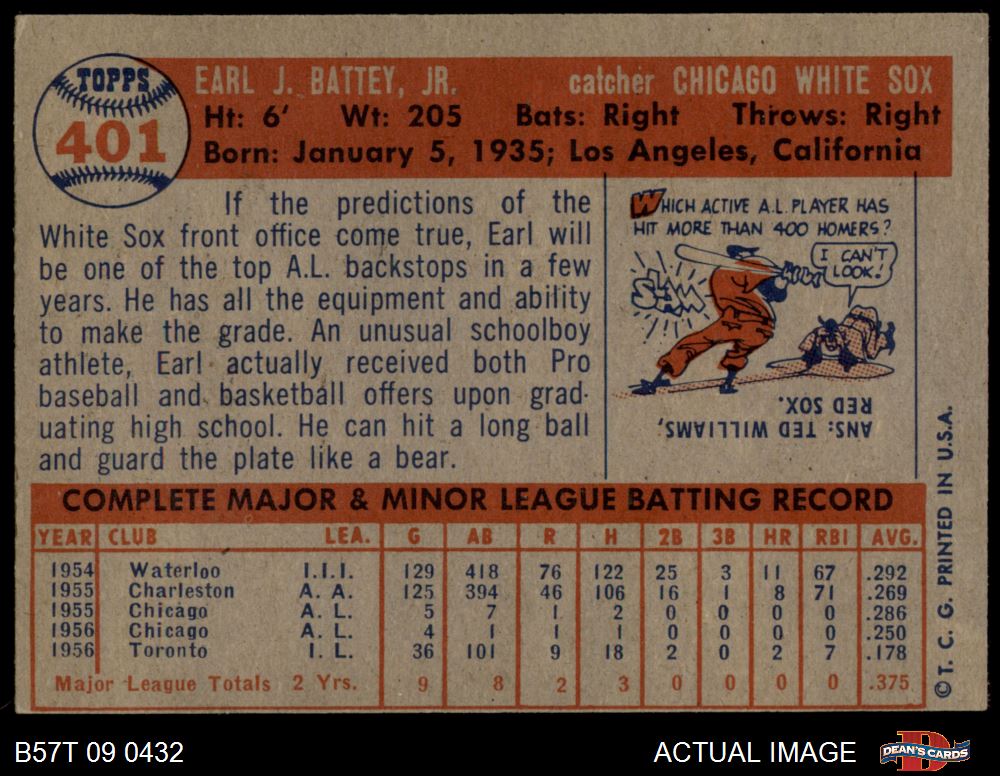 TOPPS
401
EARL J. BATTEY, JR. catcher CHICAGO WHITE SOX
Ht: 6' Wt: 205 Bats: Right Throws: Right
Born: January 5, 1935; Los Angeles, California
If the predictions of the
White Sox front office come true, Earl will
be one of the top A.L. backstops in a few
years. He has all the equipment and ability
to make the grade. An unusual schoolboy
athlete, Earl actually received both Pro
baseball and basketball offers upon grad-
uating high school. He can hit a long ball
and guard the plate like a bear.
WHICH ACTIVE A.L. PLAYER HAS
HIT MORE THAN 400 HOMERS?
I CAN'T
LOOK!
ANS: TED WILLIAMS,
RED SOX.
COMPLETE MAJOR & MINOR LEAGUE BATTING RECORD
YEAR CLUB LEA. G AB R H 2B 3B HR RBI AVG.
1954 Waterloo I.I.I. 129 418 76 122 25 3 11 67 .292
1955 Charleston A. A. 125 394 46 106 16 1 8 71 .269
1955 Chicago A. L. 5 7 1 2 0 0 0 0 .286
1956 Chicago A. L. 4 1 1 1 0 0 0 0 .250
1956 Toronto I. L. 36 101 9 18 2 0 2 7 .178
Major League Totals 2 Yrs. 9 8 2 3 0 0 0 0 .375
© T. C. G. PRINTED IN U.S.A.
B57T 09 0432 ACTUAL IMAGE DEAN'S CARDS